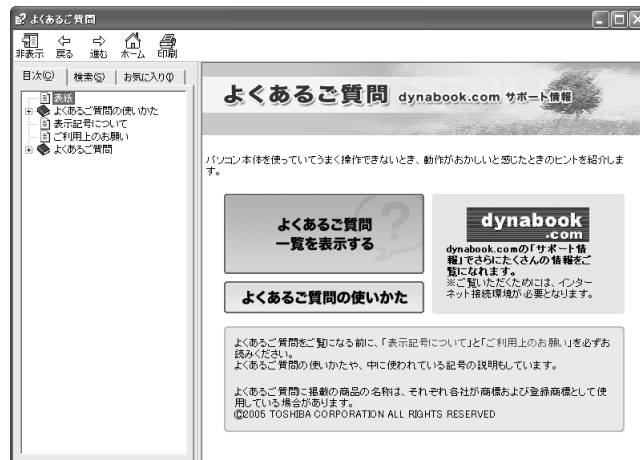 よくあるご質問
非表示 戻る 進む ホーム 印刷
目次(C) 検索(S) お気に入り(I)
表紙
よくあるご質問の使いかた
表示記号について
ご利用上のお願い
よくあるご質問
よくあるご質問 dynabook.com サポート情報
パソコン本体を使っていてうまく操作できないとき、動作がおかしいと感じたときのヒントを紹介しま
す。
よくあるご質問
一覧を表示する
よくあるご質問の使いかた
dynabook
.com
dynabook.comの「サポート情
報」でさらにたくさんの情報をご
覧になれます。
※ご覧いただくためには、インター
ネット接続環境が必要となります。
よくあるご質問をご覧になる前に、「表示記号について」と「ご利用上のお願い」を必ずお
読みください。
よくあるご質問の使いかたや、中に使われている記号の説明もしています。
よくあるご質問に掲載の商品の名称は、それぞれ各社が商標および登録商標として使
用している場合があります。
©2005 TOSHIBA CORPORATION ALL RIGHTS RESERVED